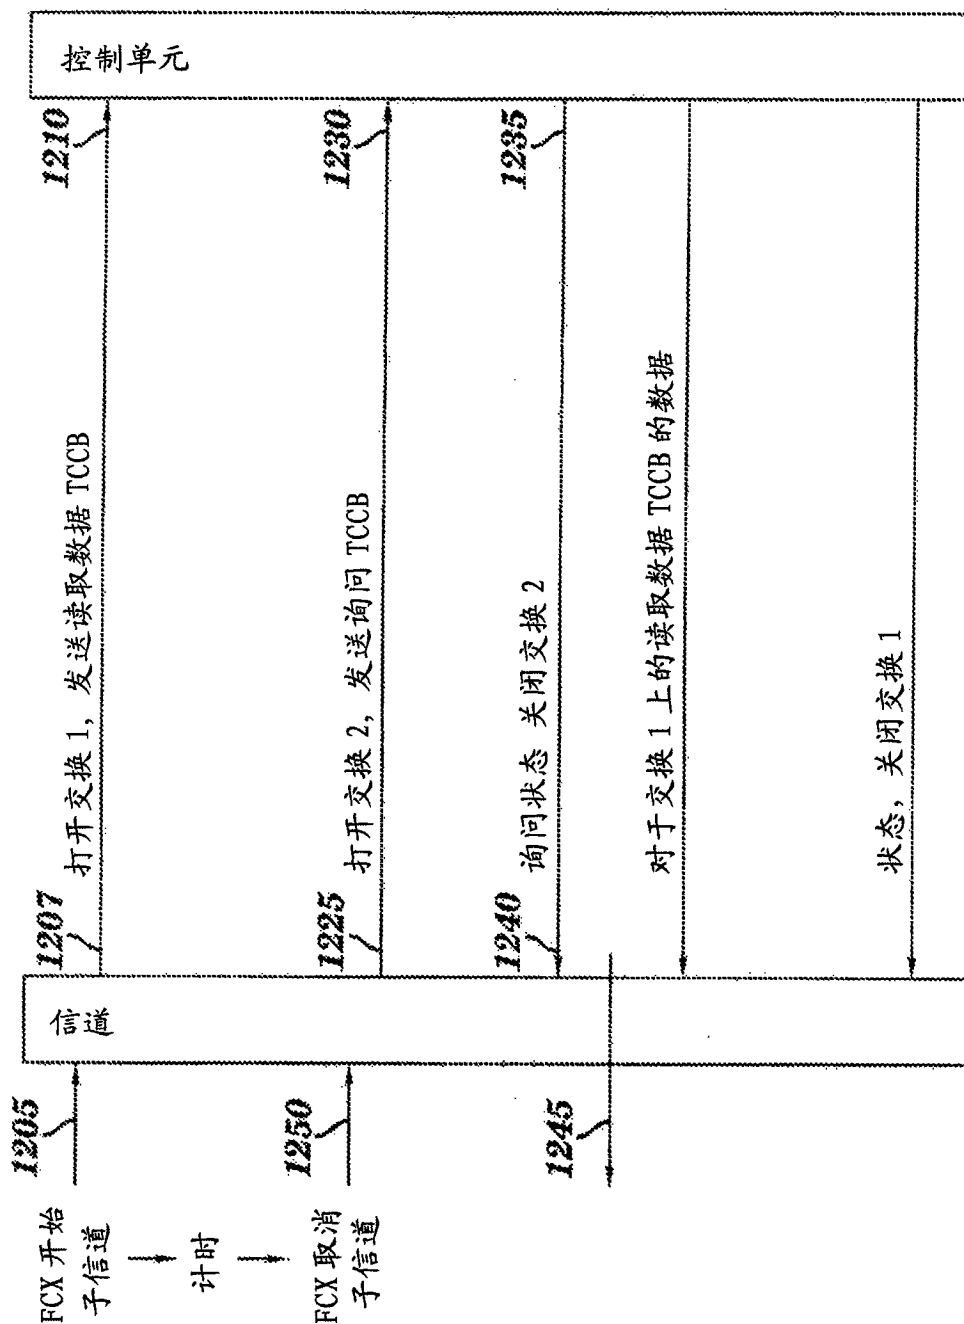 FCX 开始
子信道
计时
FCX 取消
子信道
1205
1250
1245
信道
1207
打开交换 1, 发送读取数据 TCCB
1210
1225
打开交换 2, 发送询问 TCCB
1230
1240
询问状态 关闭交换 2
1235
对于交换 1 上的读取数据 TCCB 的数据
状态, 关闭交换 1
控制单元